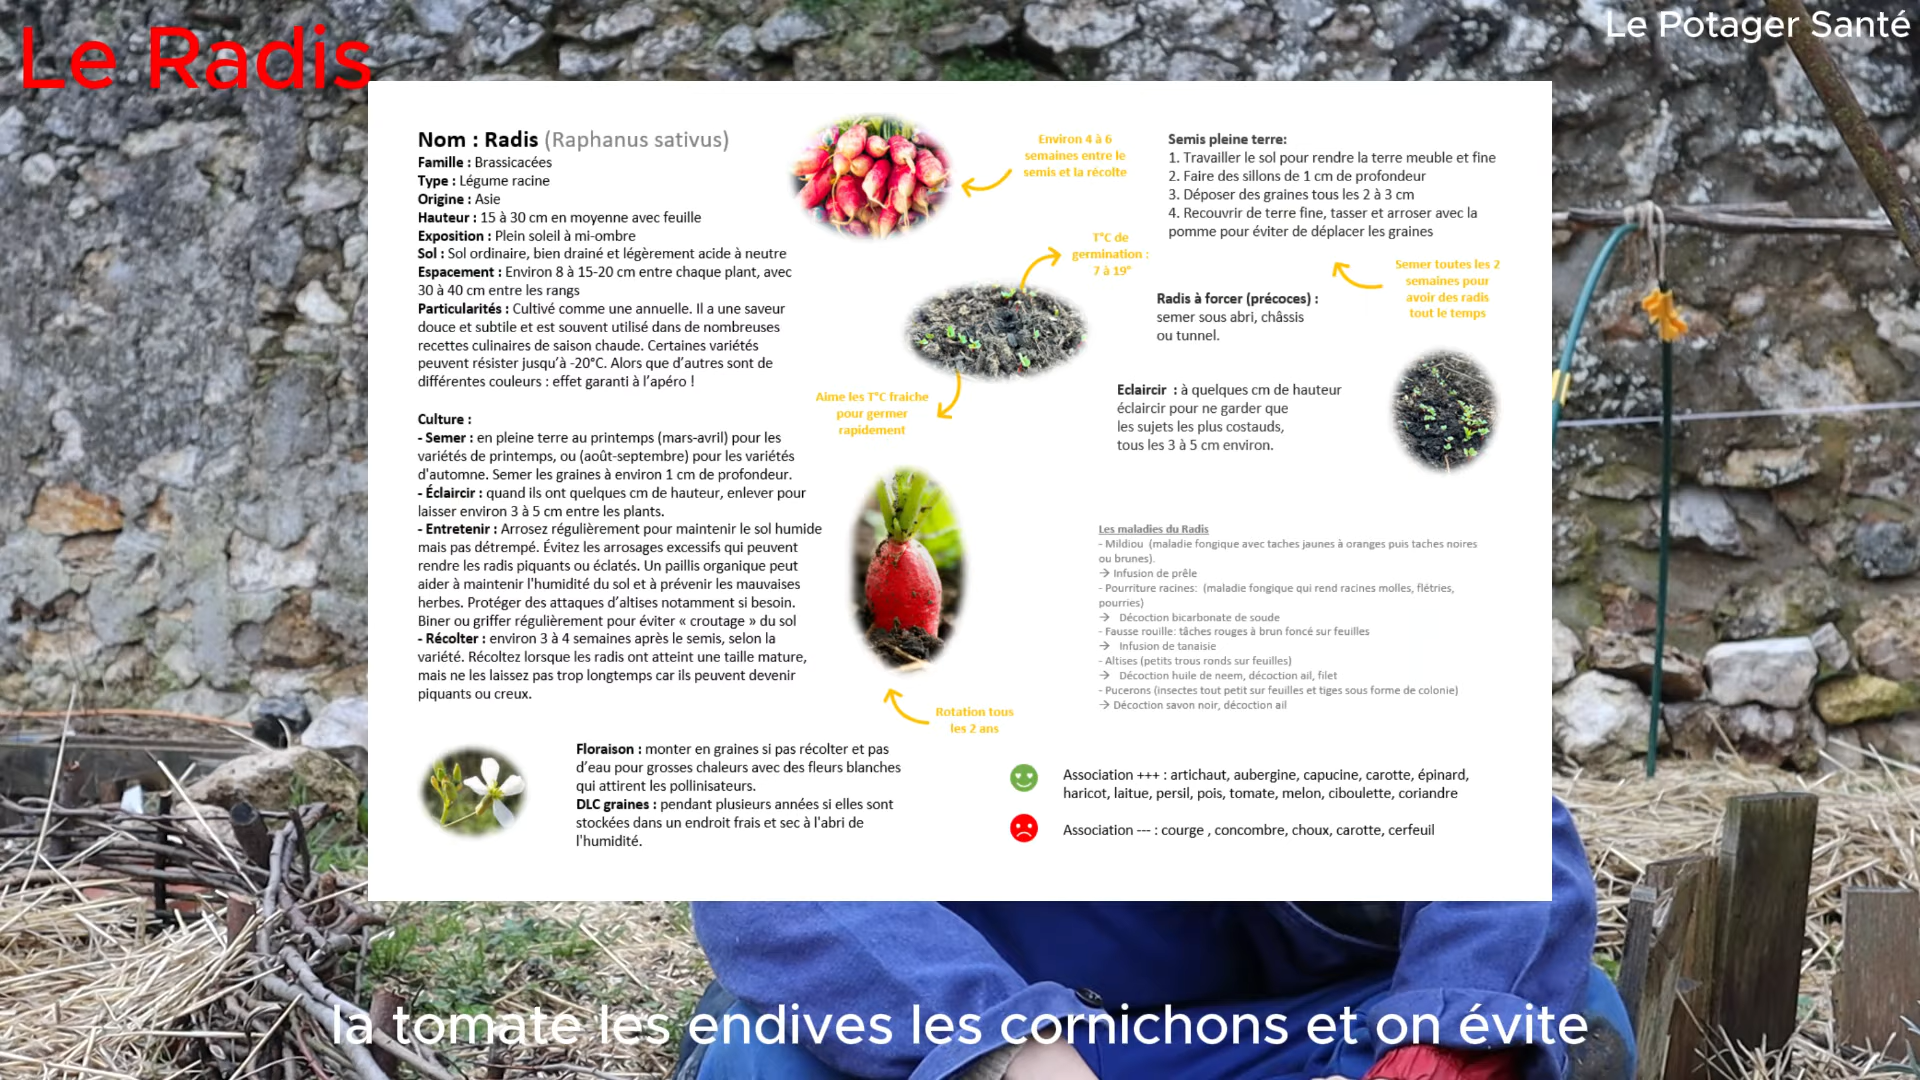 Le Radis
Le Potager Santé
Nom : Radis (Raphanus sativus)
Famille : Brassicacées
Type : Légume racine
Origine : Asie
Hauteur : 15 à 30 cm en moyenne avec feuille
Exposition : Plein soleil à mi-ombre
Sol : Sol ordinaire, bien drainé et légèrement acide à neutre
Espacement : Environ 8 à 15-20 cm entre chaque plant, avec
30 à 40 cm entre les rangs
Particularités : Cultivé comme une annuelle. Il a une saveur
douce et subtile et est souvent utilisé dans de nombreuses
recettes culinaires de saison chaude. Certaines variétés
peuvent résister jusqu'à -20°C. Alors que d'autres sont de
différentes couleurs : effet garanti à l'apéro !
Culture :
- Semer : en pleine terre au printemps (mars-avril) pour les
variétés de printemps, ou (août-septembre) pour les variétés
d'automne. Semer les graines à environ 1 cm de profondeur.
- Éclaircir : quand ils ont quelques cm de hauteur, enlever pour
laisser environ 3 à 5 cm entre les plants.
- Entretenir : Arrosez régulièrement pour maintenir le sol humide
mais pas détrempé. Évitez les arrosages excessifs qui peuvent
rendre les radis piquants ou éclatés. Un paillis organique peut
aider à maintenir l'humidité du sol et à prévenir les mauvaises
herbes. Protéger des attaques d'altises notamment si besoin.
Biner ou griffer régulièrement pour éviter « croutage » du sol
- Récolter : environ 3 à 4 semaines après le semis, selon la
variété. Récoltez lorsque les radis ont atteint une taille mature,
mais ne les laissez pas trop longtemps car ils peuvent devenir
piquants ou creux.
Environ 4 à 6
semaines entre le
semis et la récolte
T°C de
germination :
7 à 19°
Aime les T°C fraiche
pour germer
rapidement
Rotation tous
les 2 ans
Semis pleine terre:
1. Travailler le sol pour rendre la terre meuble et fine
2. Faire des sillons de 1 cm de profondeur
3. Déposer des graines tous les 2 à 3 cm
4. Recouvrir de terre fine, tasser et arroser avec la
pomme pour éviter de déplacer les graines
Semer toutes les 2
semaines pour
avoir des radis
tout le temps
Radis à forcer (précoces) :
semer sous abri, châssis
ou tunnel.
Eclaircir : à quelques cm de hauteur
éclaircir pour ne garder que
les sujets les plus costauds,
tous les 3 à 5 cm environ.
Les maladies du Radis
- Mildiou (maladie fongique avec taches jaunes à oranges puis taches noires
ou brunes).
→ Infusion de prêle
- Pourriture racines: (maladie fongique qui rend racines molles, flétries,
pourries)
→ Décoction bicarbonate de soude
- Fausse rouille: tâches rouges à brun foncé sur feuilles
→ Infusion de tanaisie
- Altises (petits trous ronds sur feuilles)
→ Décoction huile de neem, décoction ail, filet
- Pucerons (insectes tout petit sur feuilles et tiges sous forme de colonie)
→ Décoction savon noir, décoction ail
Floraison : monter en graines si pas récolter et pas
d'eau pour grosses chaleurs avec des fleurs blanches
qui attirent les pollinisateurs.
DLC graines : pendant plusieurs années si elles sont
stockées dans un endroit frais et sec à l'abri de
l'humidité.
Association +++ : artichaut, aubergine, capucine, carotte, épinard,
haricot, laitue, persil, pois, tomate, melon, ciboulette, coriandre
Association --- : courge , concombre, choux, carotte, cerfeuil
la tomate les endives les cornichons et on évite